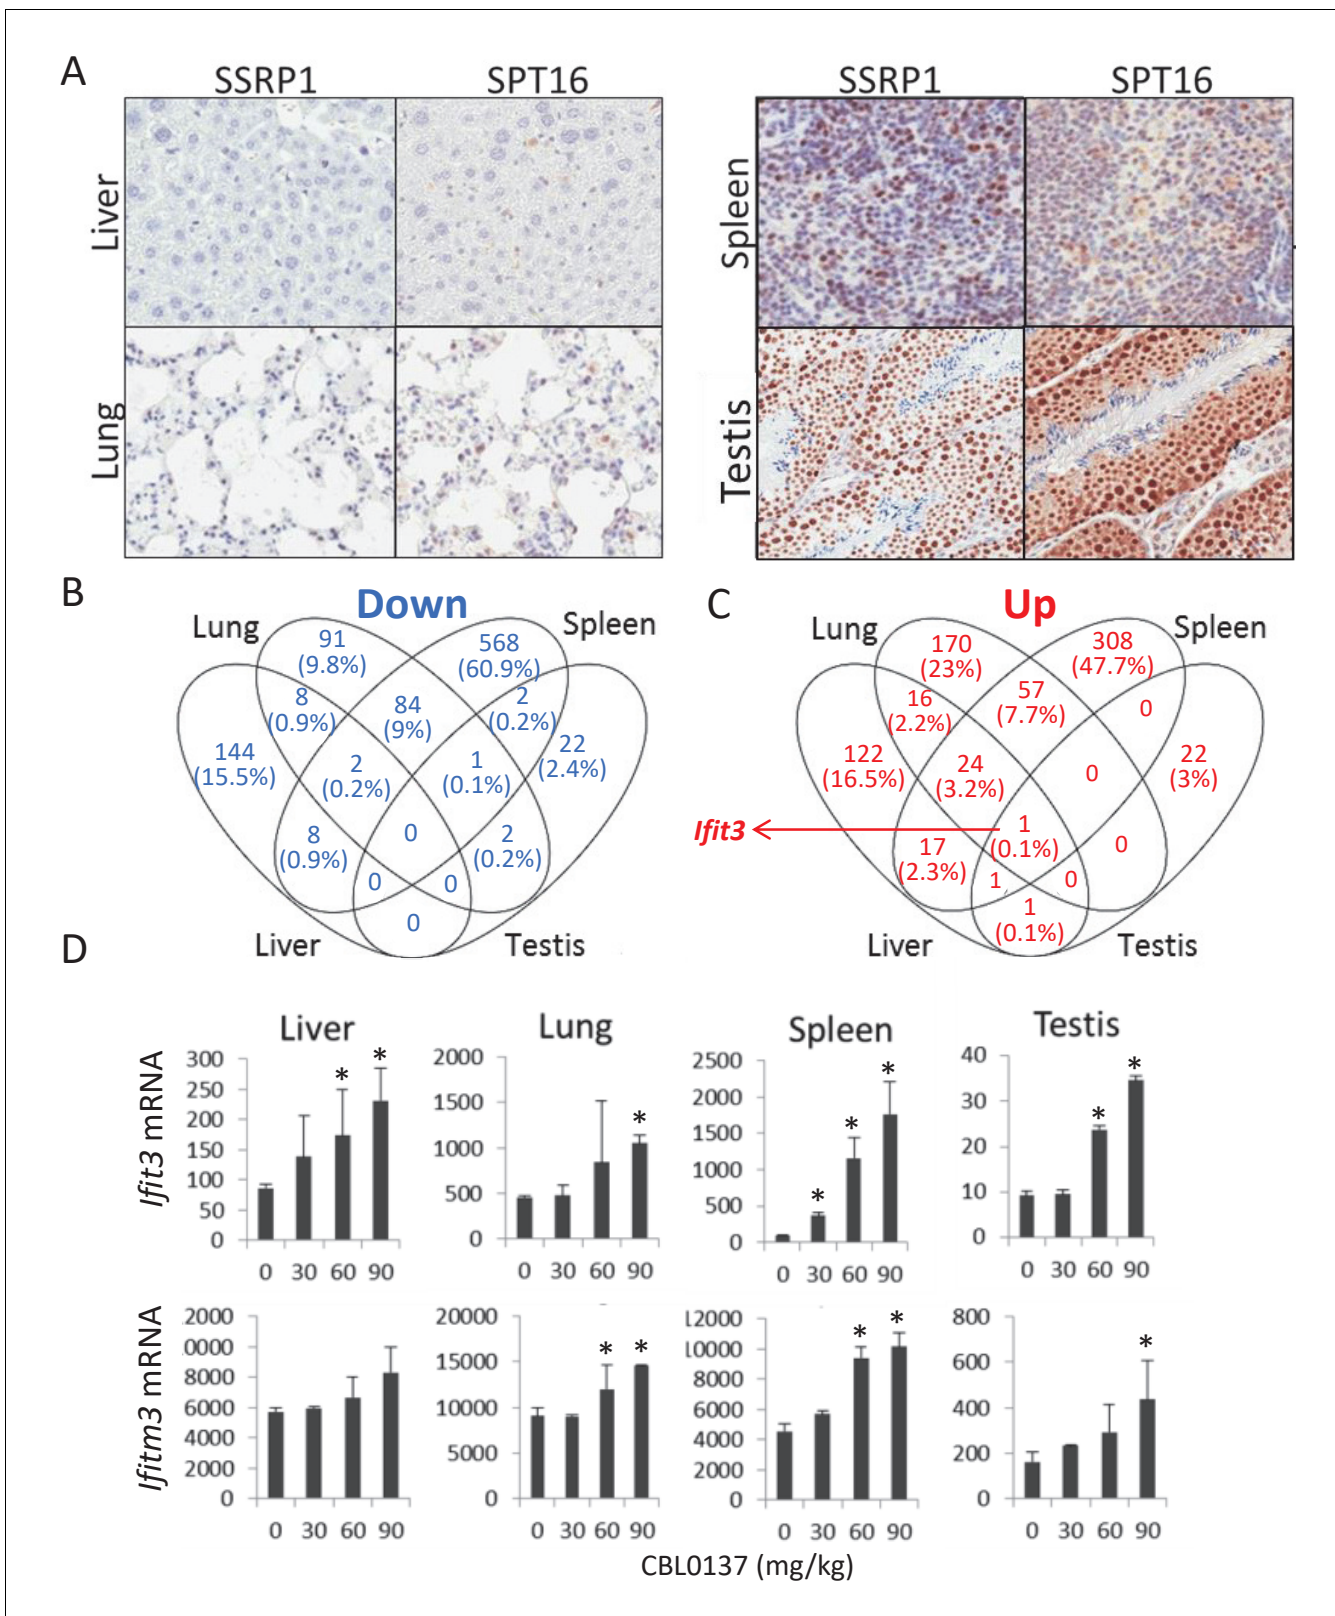 A
SSRP1 SPT16
SSRP1 SPT16
Liver
Spleen
Lung
Testis
B
Down
C
Up
Lung
91
(9.8%)
568
(60.9%)
Spleen
8
(0.9%)
84
(9%)
2
(0.2%)
144
(15.5%)
2
(0.2%)
1
(0.1%)
22
(2.4%)
8
(0.9%)
0
2
(0.2%)
0
0
0
Liver
Testis
Lung
170
(23%)
308
(47.7%)
Spleen
16
(2.2%)
57
(7.7%)
0
122
(16.5%)
24
(3.2%)
0
22
(3%)
Ifit3
17
(2.3%)
1
(0.1%)
0
1
0
1
(0.1%)
Liver
Testis
D
Liver
Lung
Spleen
Testis
Ifit3 mRNA
300
250
200
150
100
50
0
* *
0 30 60 90
2000
1500
1000
500
0
*
0 30 60 90
2500
2000
1500
1000
500
0
* * *
0 30 60 90
40
30
20
10
0
* *
0 30 60 90
Ifitm3 mRNA
2000
0000
8000
6000
4000
2000
0
0 30 60 90
20000
15000
10000
5000
0
* *
0 30 60 90
12000
10000
8000
6000
4000
2000
0
* *
0 30 60 90
800
600
400
200
0
*
0 30 60 90
CBL0137 (mg/kg)